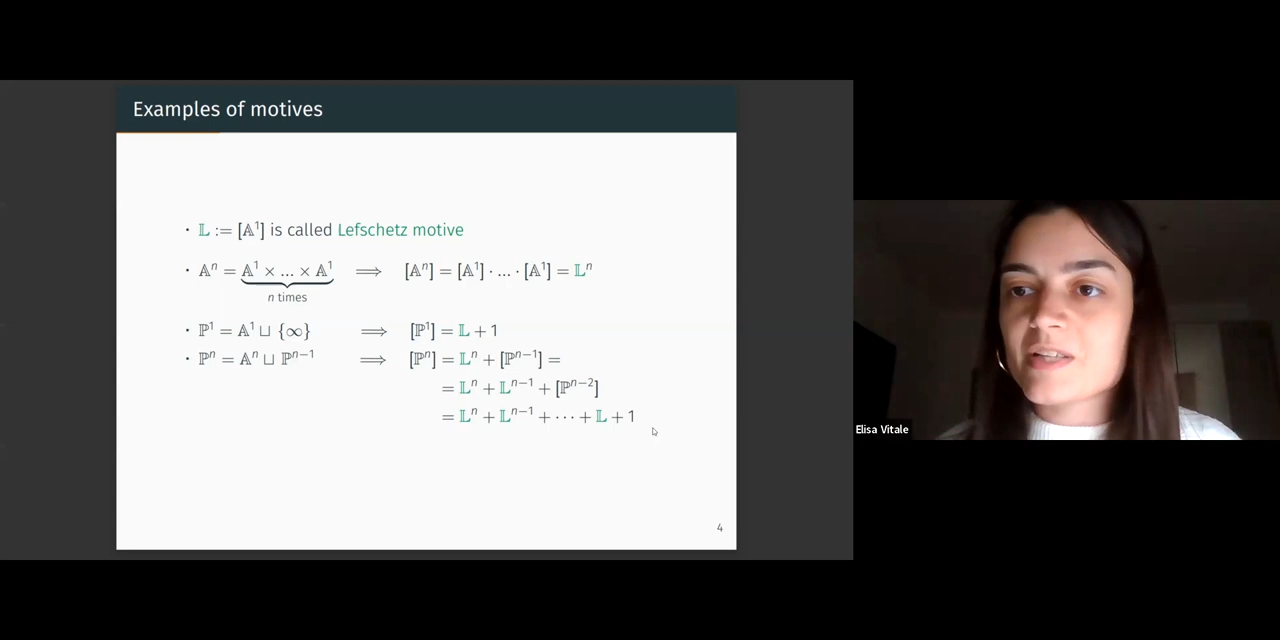 Examples of motives
· 𝕃 := [𝔸¹] is called Lefschetz motive
· 𝔸ⁿ = 𝔸¹ × ... × 𝔸¹ ⟹ [𝔸ⁿ] = [𝔸¹] · ... · [𝔸¹] = 𝕃ⁿ
n times
· ℙ¹ = 𝔸¹ ⊔ {∞} ⟹ [ℙ¹] = 𝕃 + 1
· ℙⁿ = 𝔸ⁿ ⊔ ℙⁿ⁻¹ ⟹ [ℙⁿ] = 𝕃ⁿ + [ℙⁿ⁻¹] =
= 𝕃ⁿ + 𝕃ⁿ⁻¹ + [ℙⁿ⁻²]
= 𝕃ⁿ + 𝕃ⁿ⁻¹ + ··· + 𝕃 + 1
4
Elisa Vitale